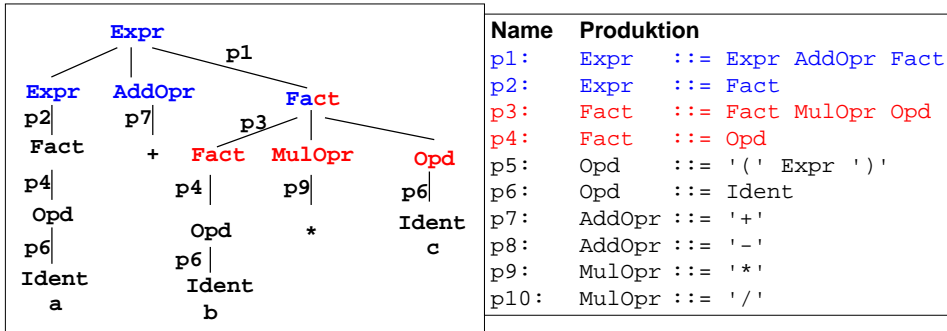 Expr
p1
Expr AddOpr Fact
p2 p7 p3
Fact + Fact MulOpr Opd
p4 p4 p9 p6
Opd Opd * Ident
p6 p6 c
Ident Ident
a b
Name Produktion
p1: Expr ::= Expr AddOpr Fact
p2: Expr ::= Fact
p3: Fact ::= Fact MulOpr Opd
p4: Fact ::= Opd
p5: Opd ::= '(' Expr ')'
p6: Opd ::= Ident
p7: AddOpr ::= '+'
p8: AddOpr ::= '-'
p9: MulOpr ::= '*'
p10: MulOpr ::= '/'